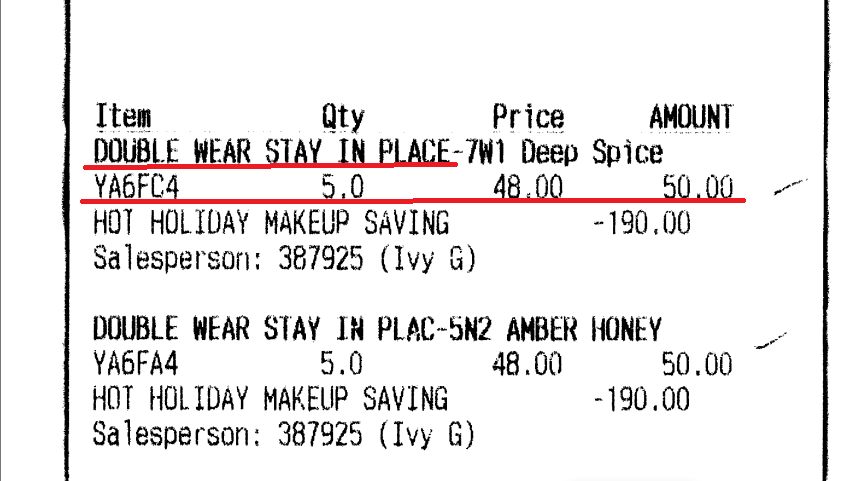 Item Qty Price AMOUNT
DOUBLE WEAR STAY IN PLACE-7W1 Deep Spice
YA6FC4 5.0 48.00 50.00
HOT HOLIDAY MAKEUP SAVING -190.00
Salesperson: 387925 (Ivy G)
DOUBLE WEAR STAY IN PLAC-5N2 AMBER HONEY
YA6FA4 5.0 48.00 50.00
HOT HOLIDAY MAKEUP SAVING -190.00
Salesperson: 387925 (Ivy G)